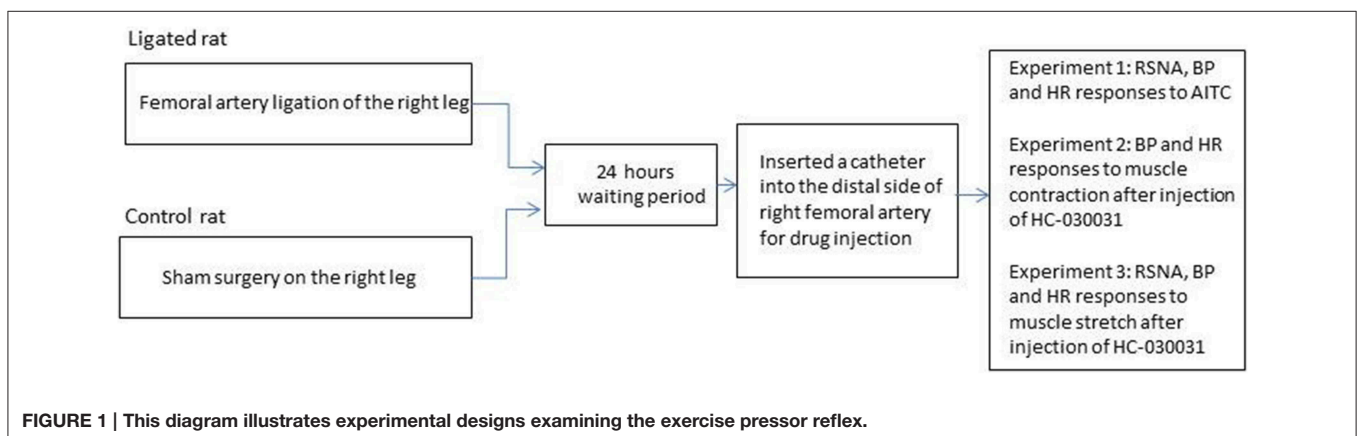 Ligated rat
Femoral artery ligation of the right leg
Control rat
Sham surgery on the right leg
24 hours
waiting period
Inserted a catheter
into the distal side of
right femoral artery
for drug injection
Experiment 1: RSNA, BP
and HR responses to AITC
Experiment 2: BP and HR
responses to muscle
contraction after injection
of HC-030031
Experiment 3: RSNA, BP
and HR responses to
muscle stretch after
injection of HC-030031
FIGURE 1 | This diagram illustrates experimental designs examining the exercise pressor reflex.